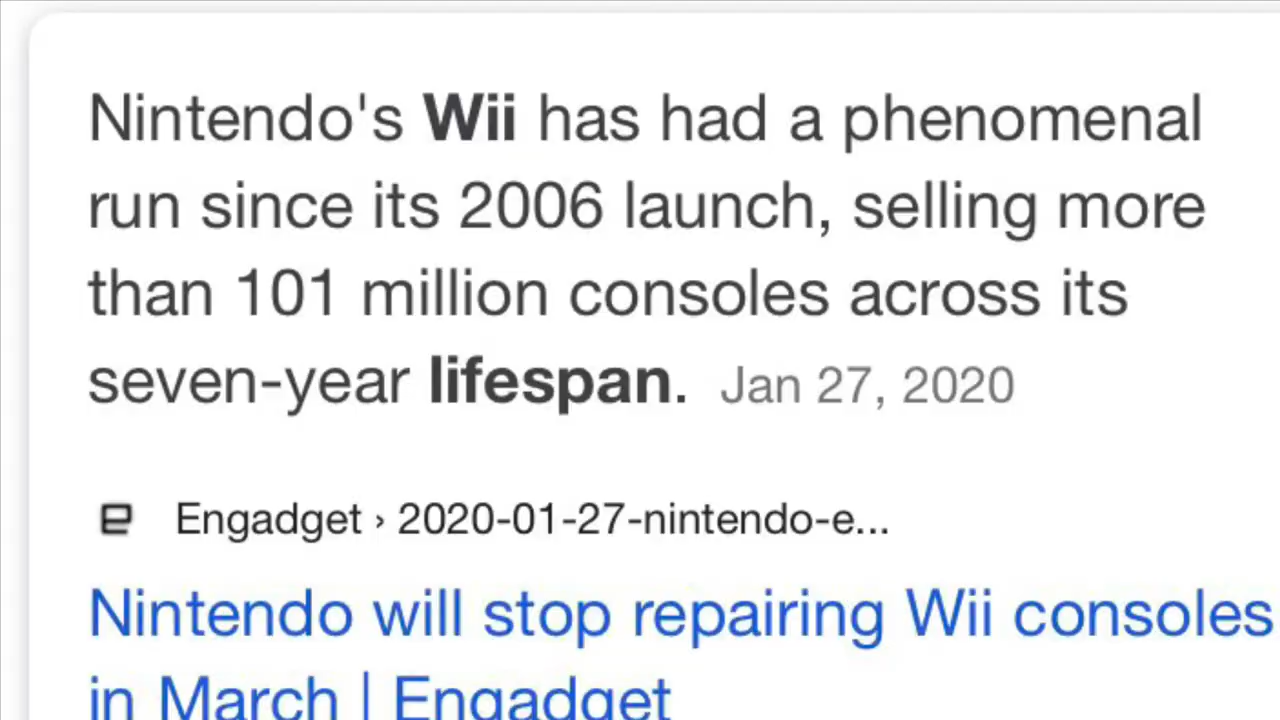 Nintendo's Wii has had a phenomenal
run since its 2006 launch, selling more
than 101 million consoles across its
seven-year lifespan. Jan 27, 2020
Engadget › 2020-01-27-nintendo-e...
Nintendo will stop repairing Wii consoles
in March | Engadget